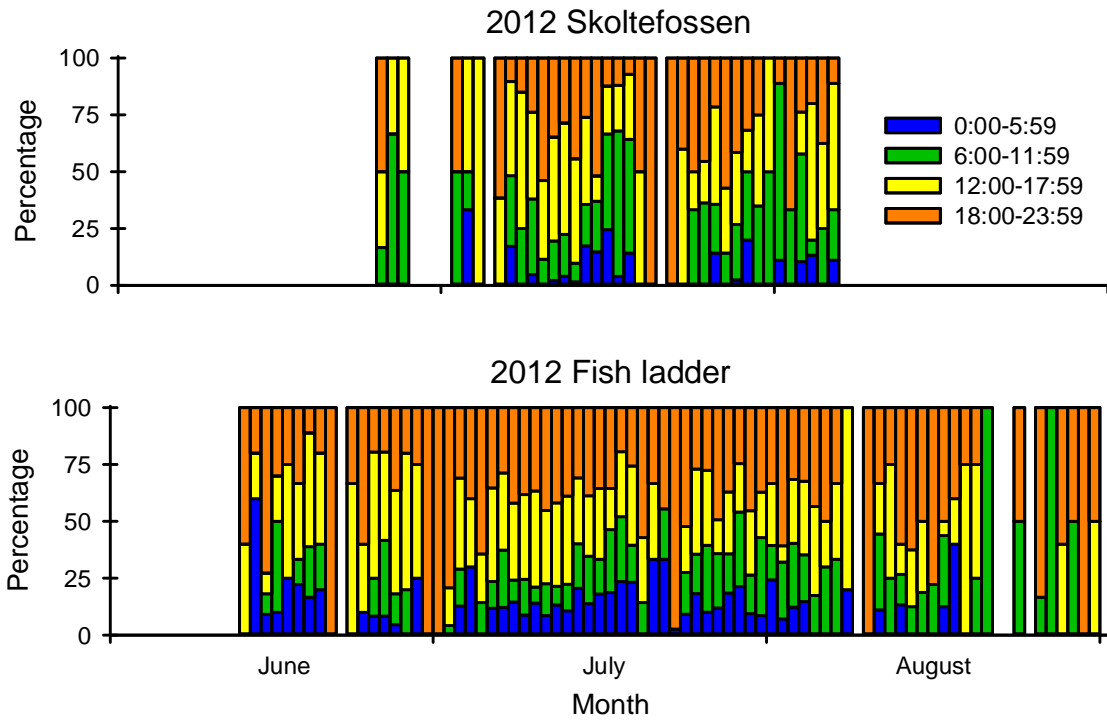 2012 Skoltefossen
100
75
50
25
0
Percentage
0:00-5:59
6:00-11:59
12:00-17:59
18:00-23:59
2012 Fish ladder
100
75
50
25
0
Percentage
June July August
Month